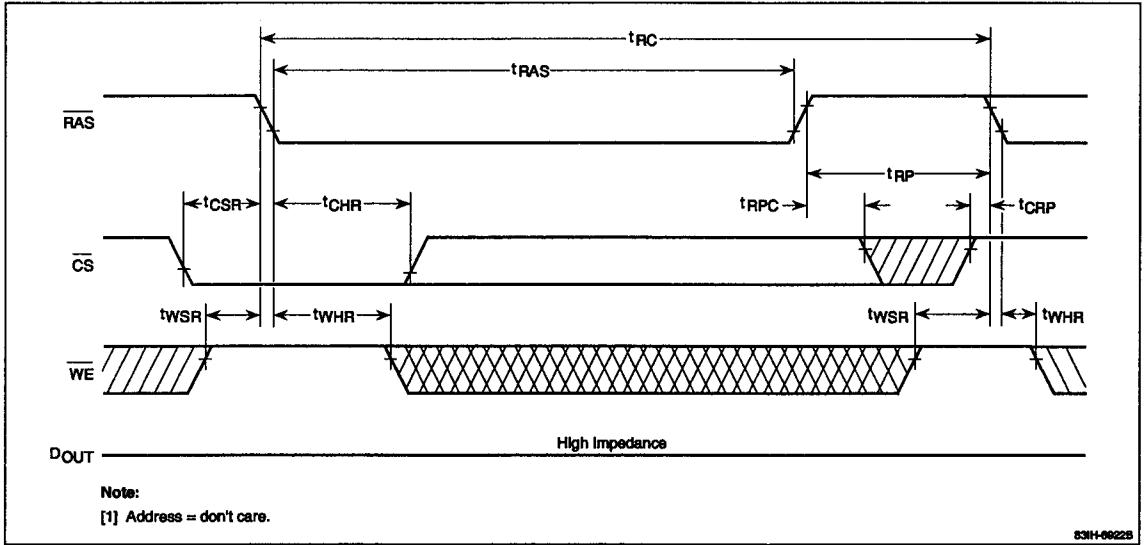 tRC
tRAS
RAS
tRP
tCSR
tCHR
tRPC
tCRP
CS
tWSR
tWHR
tWSR
tWHR
WE
High Impedance
DOUT
Note:
[1] Address = don't care.
83IH-6922B